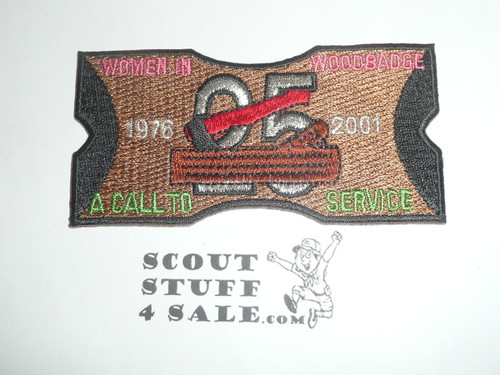 WOMEN IN WOODBADGE
1976 25 2001
A CALL TO SERVICE
SCOUT
STUFF
4 SALE.COM